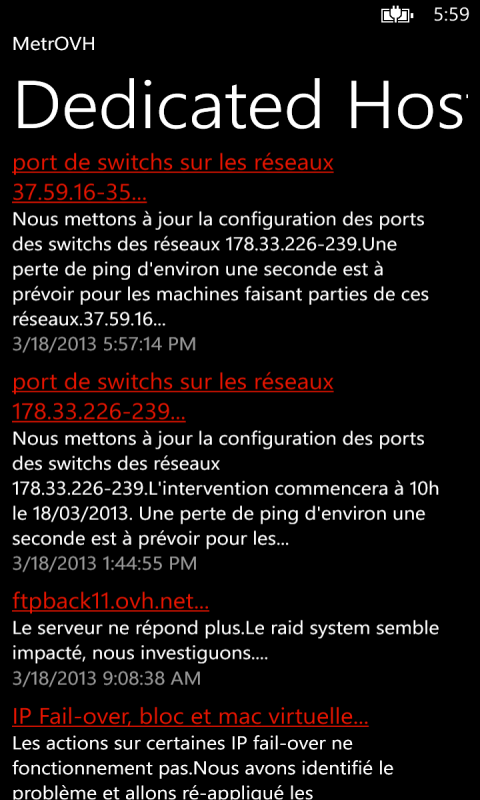 5:59
MetrOVH
Dedicated Hos
port de switchs sur les réseaux
37.59.16-35...
Nous mettons à jour la configuration des ports
des switchs des réseaux 178.33.226-239.Une
perte de ping d'environ une seconde est à
prévoir pour les machines faisant parties de ces
réseaux.37.59.16...
3/18/2013 5:57:14 PM
port de switchs sur les réseaux
178.33.226-239...
Nous mettons à jour la configuration des ports
des switchs des réseaux
178.33.226-239.L'intervention commencera à 10h
le 18/03/2013. Une perte de ping d'environ une
seconde est à prévoir pour les...
3/18/2013 1:44:55 PM
ftpback11.ovh.net...
Le serveur ne répond plus.Le raid system semble
impacté, nous investiguons....
3/18/2013 9:08:38 AM
IP Fail-over, bloc et mac virtuelle...
Les actions sur certaines IP fail-over ne
fonctionnement pas.Nous avons identifié le
problème et allons ré-appliqué les